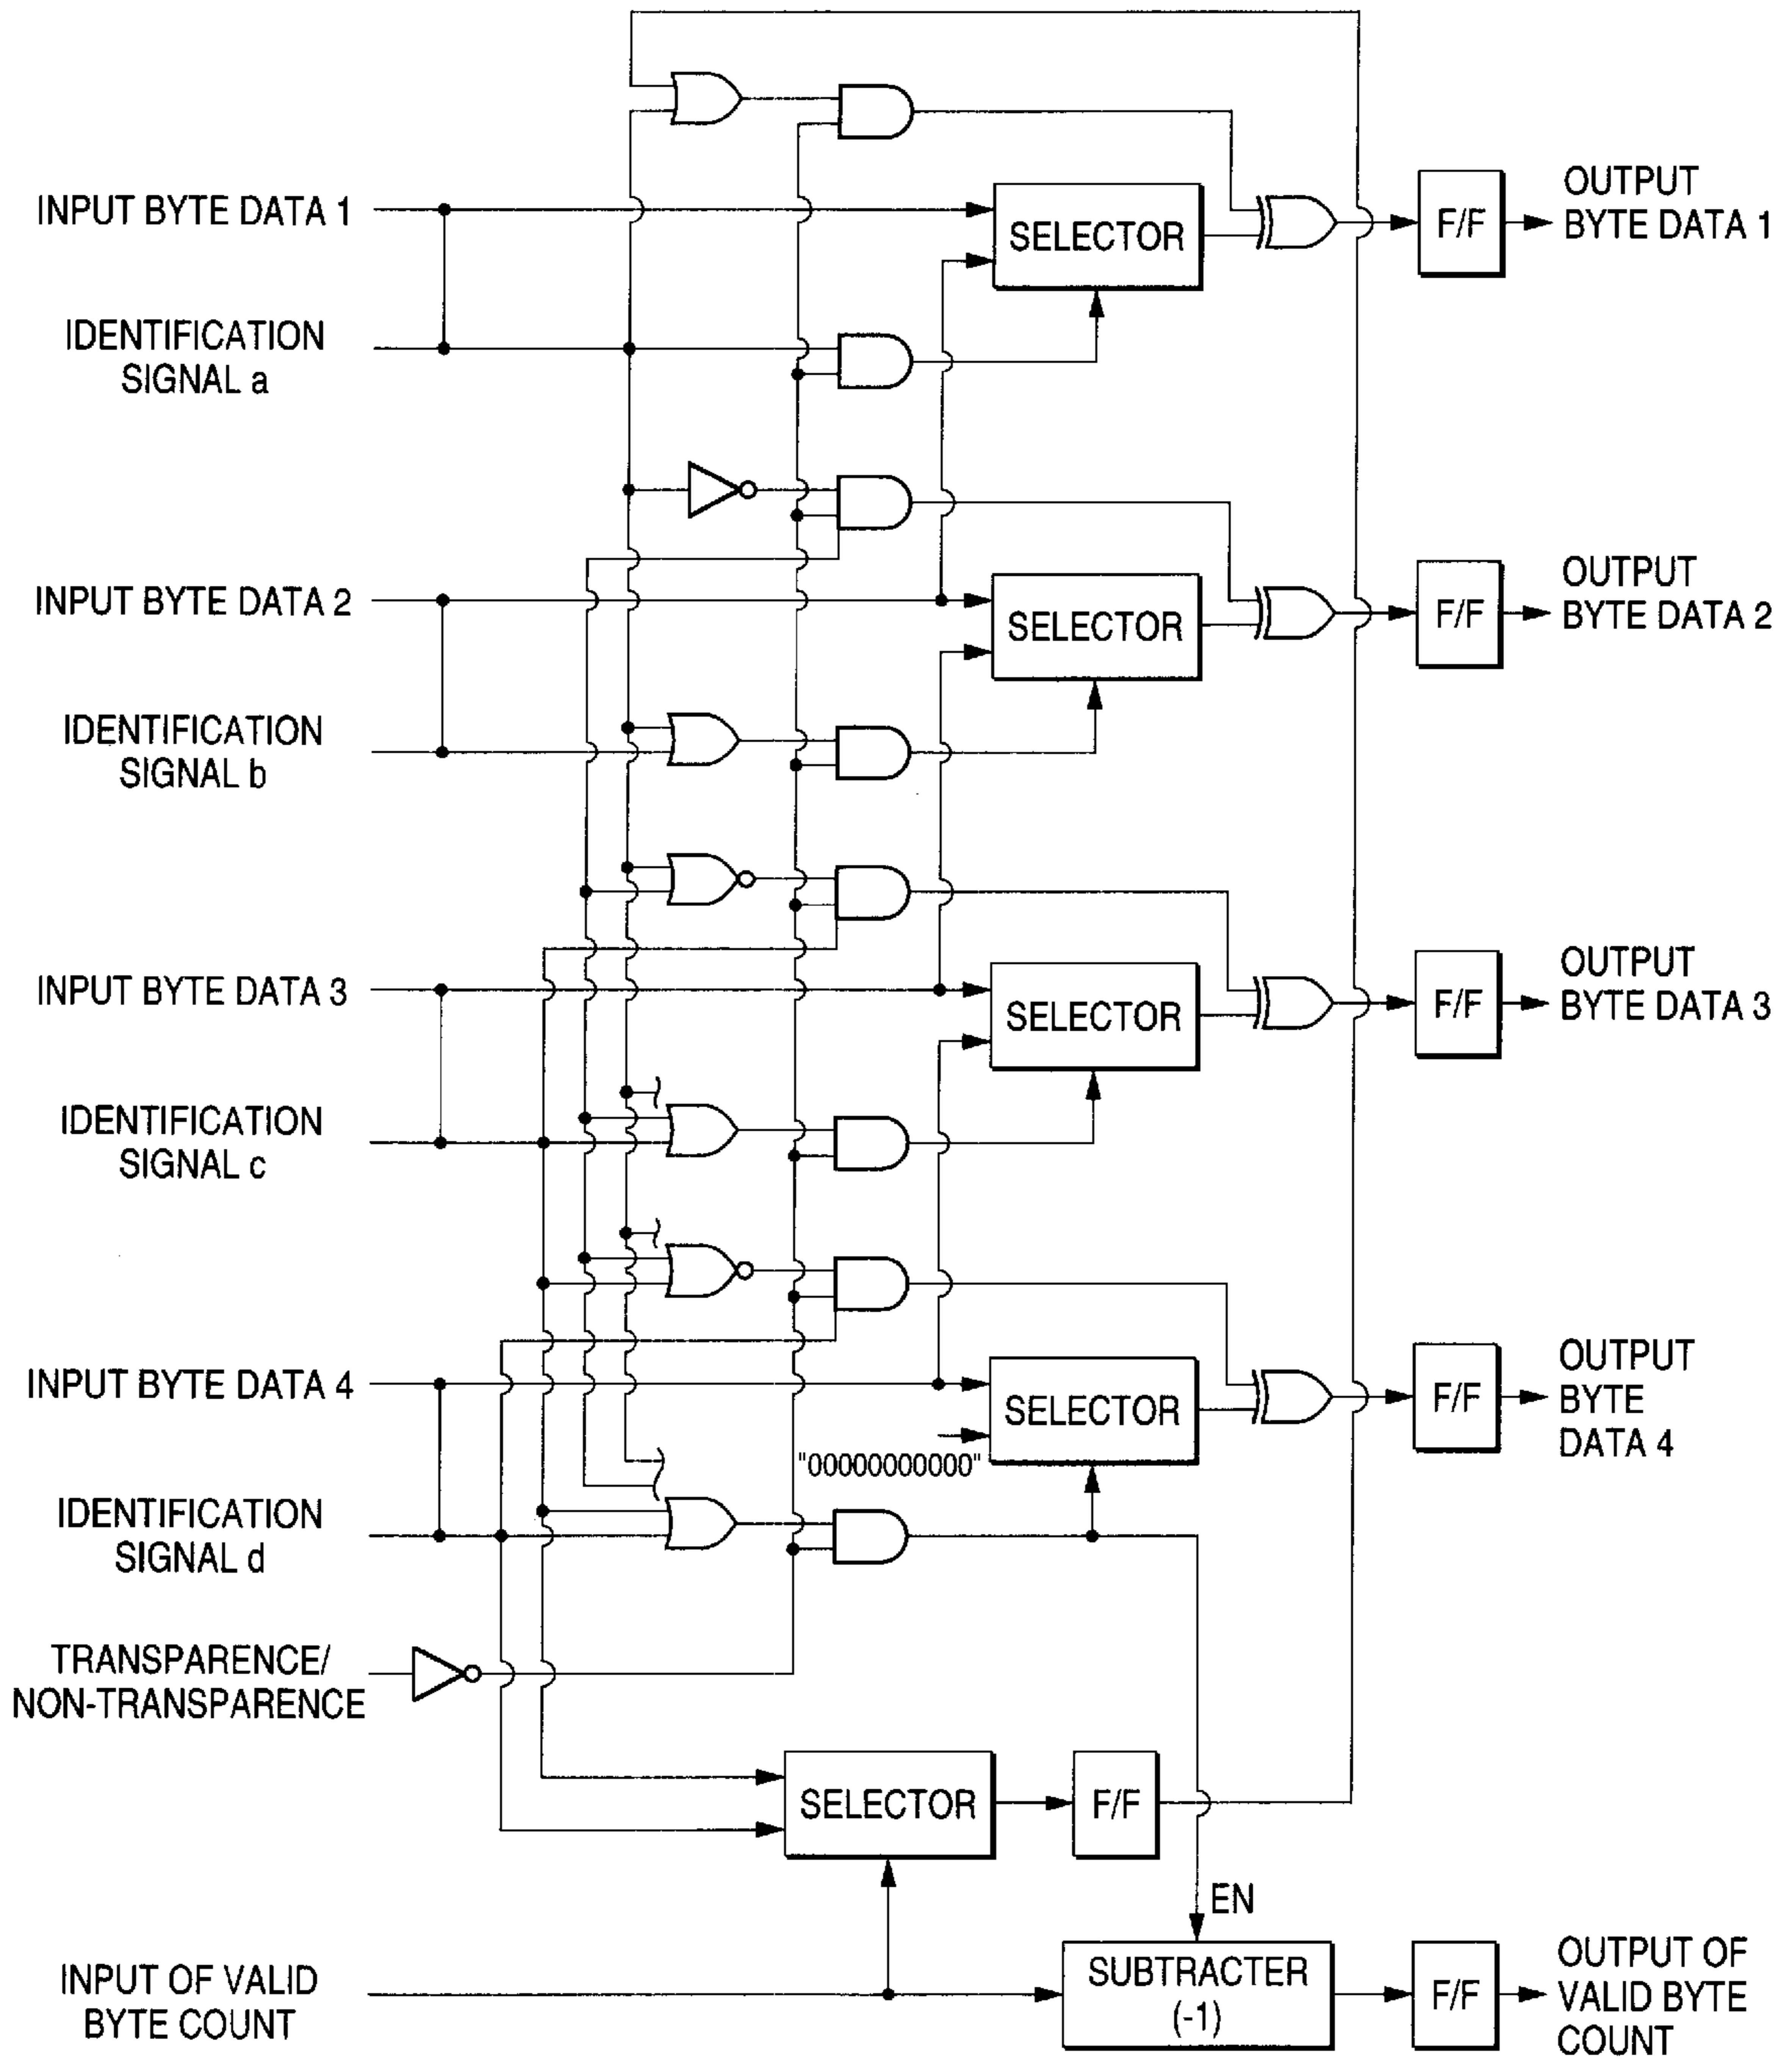 INPUT BYTE DATA 1
SELECTOR
F/F
OUTPUT
BYTE DATA 1
IDENTIFICATION
SIGNAL a
INPUT BYTE DATA 2
SELECTOR
F/F
OUTPUT
BYTE DATA 2
IDENTIFICATION
SIGNAL b
INPUT BYTE DATA 3
SELECTOR
F/F
OUTPUT
BYTE DATA 3
IDENTIFICATION
SIGNAL c
INPUT BYTE DATA 4
SELECTOR
F/F
OUTPUT
BYTE
DATA 4
"00000000000"
IDENTIFICATION
SIGNAL d
TRANSPARENCE/
NON-TRANSPARENCE
SELECTOR
F/F
EN
INPUT OF VALID
BYTE COUNT
SUBTRACTER
(-1)
F/F
OUTPUT OF
VALID BYTE
COUNT